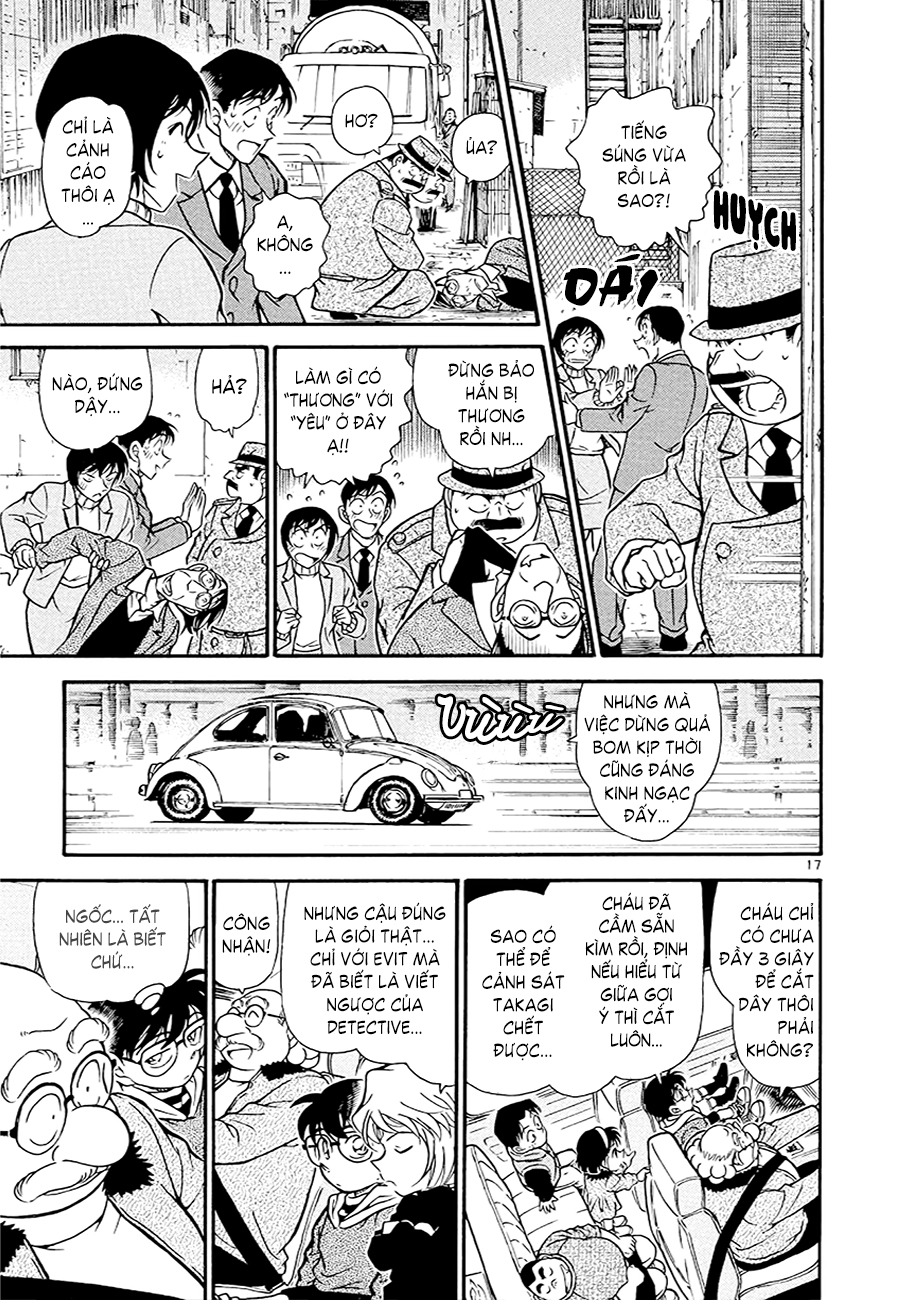 TIẾNG
SÚNG VỪA
RỒI LÀ
SAO?!
HUỴCH
DÁI
ỦA?
HƠ?
A,
KHÔNG
...
CHỈ LÀ
CẢNH
CÁO
THÔI Ạ
...
ĐỪNG BẢO
HẮN BỊ
THƯƠNG
RỒI NH...
LÀM GÌ CÓ
"THƯƠNG" VỚI
"YÊU" Ở ĐÂY
Ạ!!
HẢ?
NÀO, ĐỨNG
DẬY...
NHƯNG MÀ
VIỆC DỪNG QUẢ
BOM KỊP THỜI
CŨNG ĐÁNG
KINH NGẠC
ĐẤY...
VÙÙÙÙ
17
CHÁU CHỈ
CÓ CHƯA
ĐẦY 3 GIÂY
ĐỂ CẮT
DÂY THÔI
PHẢI
KHÔNG?
CHÁU ĐÃ
CẦM SẴN
KÌM RỒI, ĐỊNH
NẾU HIỂU TỪ
GIỮA GỢI
Ý THÌ CẮT
LUÔN...
SAO CÓ
THỂ ĐỂ
CẢNH SÁT
TAKAGI
CHẾT
ĐƯỢC...
NHƯNG CẬU ĐÚNG
LÀ GIỎI THẬT...
CHỈ VỚI EVIT MÀ
ĐÃ BIẾT LÀ VIẾT
NGƯỢC CỦA
DETECTIVE...
CÔNG
NHẬN!
NGỐC... TẤT
NHIÊN LÀ BIẾT
CHỨ...